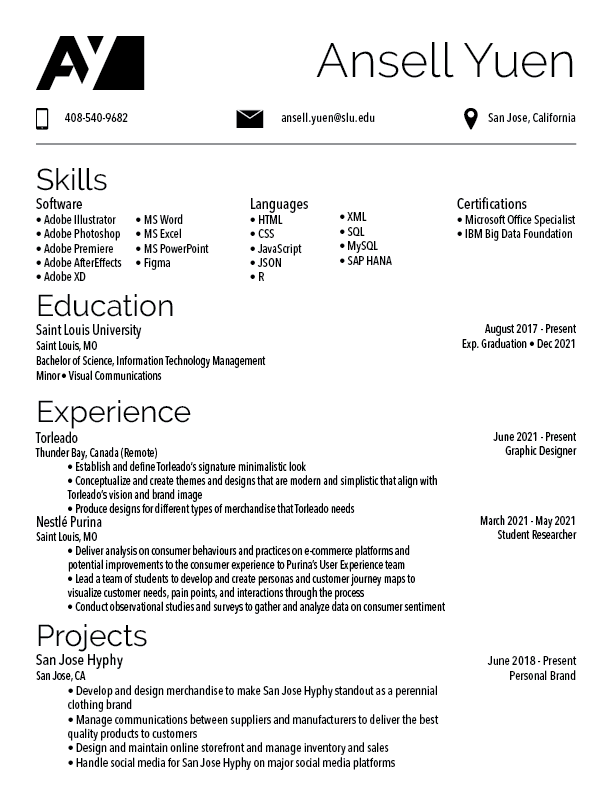 AY
Ansell Yuen
408-540-9682
ansell.yuen@slu.edu
San Jose, California
Skills
Software
• Adobe Illustrator
• Adobe Photoshop
• Adobe Premiere
• Adobe AfterEffects
• Adobe XD
• MS Word
• MS Excel
• MS PowerPoint
• Figma
Languages
• HTML
• CSS
• JavaScript
• JSON
• R
• XML
• SQL
• MySQL
• SAP HANA
Certifications
• Microsoft Office Specialist
• IBM Big Data Foundation
Education
Saint Louis University
August 2017 - Present
Saint Louis, MO
Exp. Graduation • Dec 2021
Bachelor of Science, Information Technology Management
Minor • Visual Communications
Experience
Torleado
June 2021 - Present
Thunder Bay, Canada (Remote)
Graphic Designer
• Establish and define Torleado's signature minimalistic look
• Conceptualize and create themes and designs that are modern and simplistic that align with
Torleado's vision and brand image
• Produce designs for different types of merchandise that Torleado needs
Nestlé Purina
March 2021 - May 2021
Saint Louis, MO
Student Researcher
• Deliver analysis on consumer behaviours and practices on e-commerce platforms and
potential improvements to the consumer experience to Purina's User Experience team
• Lead a team of students to develop and create personas and customer journey maps to
visualize customer needs, pain points, and interactions through the process
• Conduct observational studies and surveys to gather and analyze data on consumer sentiment
Projects
San Jose Hyphy
June 2018 - Present
San Jose, CA
Personal Brand
• Develop and design merchandise to make San Jose Hyphy standout as a perennial
clothing brand
• Manage communications between suppliers and manufacturers to deliver the best
quality products to customers
• Design and maintain online storefront and manage inventory and sales
• Handle social media for San Jose Hyphy on major social media platforms